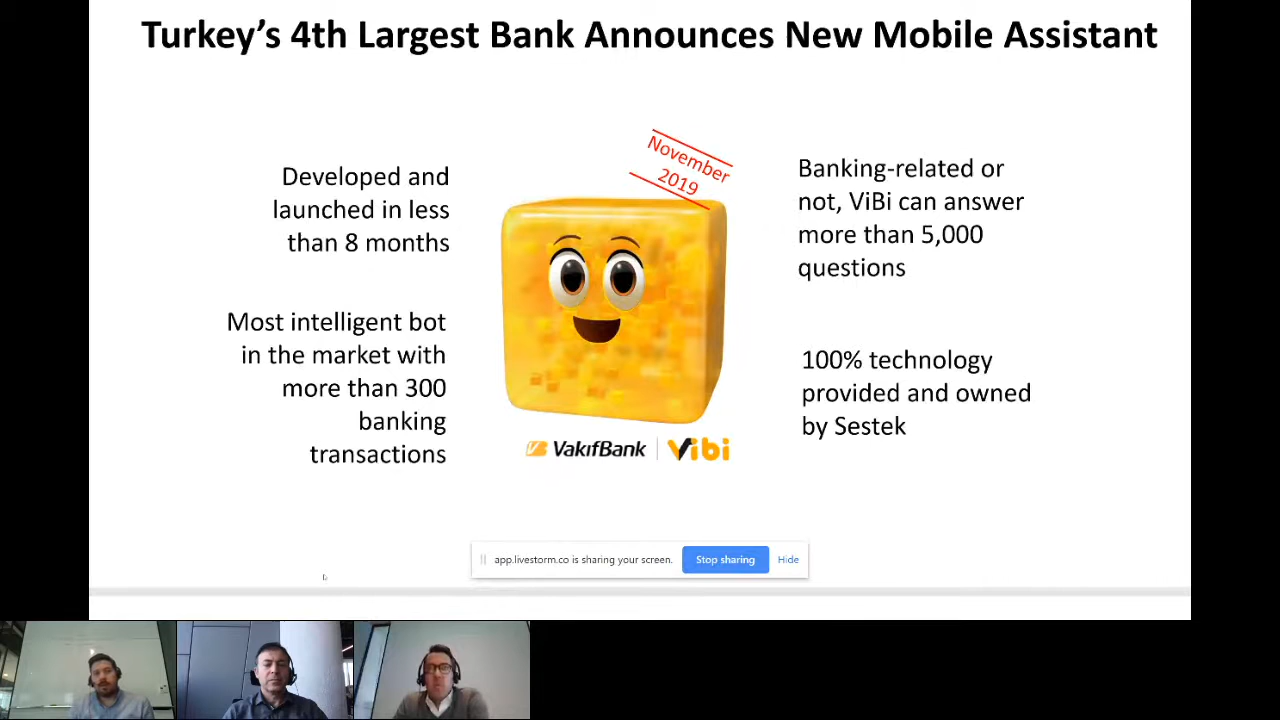 Turkey's 4th Largest Bank Announces New Mobile Assistant
November
2019
Developed and
launched in less
than 8 months
Most intelligent bot
in the market with
more than 300
banking
transactions
Banking-related or
not, ViBi can answer
more than 5,000
questions
100% technology
provided and owned
by Sestek
VakıfBank | Vibi
app.livestorm.co is sharing your screen. Stop sharing Hide